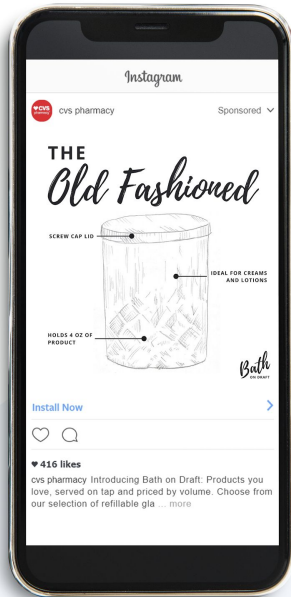 Instagram
CVS
pharmacy
cvs pharmacy
Sponsored
THE
Old Fashioned
SCREW CAP LID
IDEAL FOR CREAMS
AND LOTIONS
HOLDS 4 OZ OF
PRODUCT
Bath
ON DRAFT
Install Now
416 likes
cvs pharmacy Introducing Bath on Draft: Products you
love, served on tap and priced by volume. Choose from
our selection of refillable gla ... more